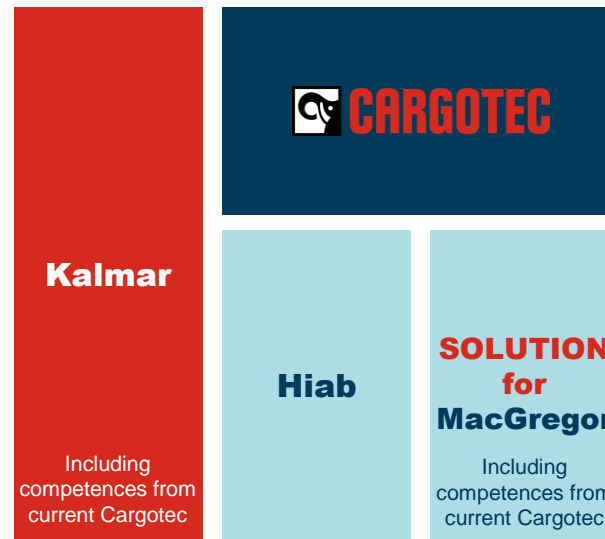 CARGOTEC
Kalmar
Including
competences from
current Cargotec
Hiab
SOLUTION
for
MacGregor
Including
competences from
current Cargotec